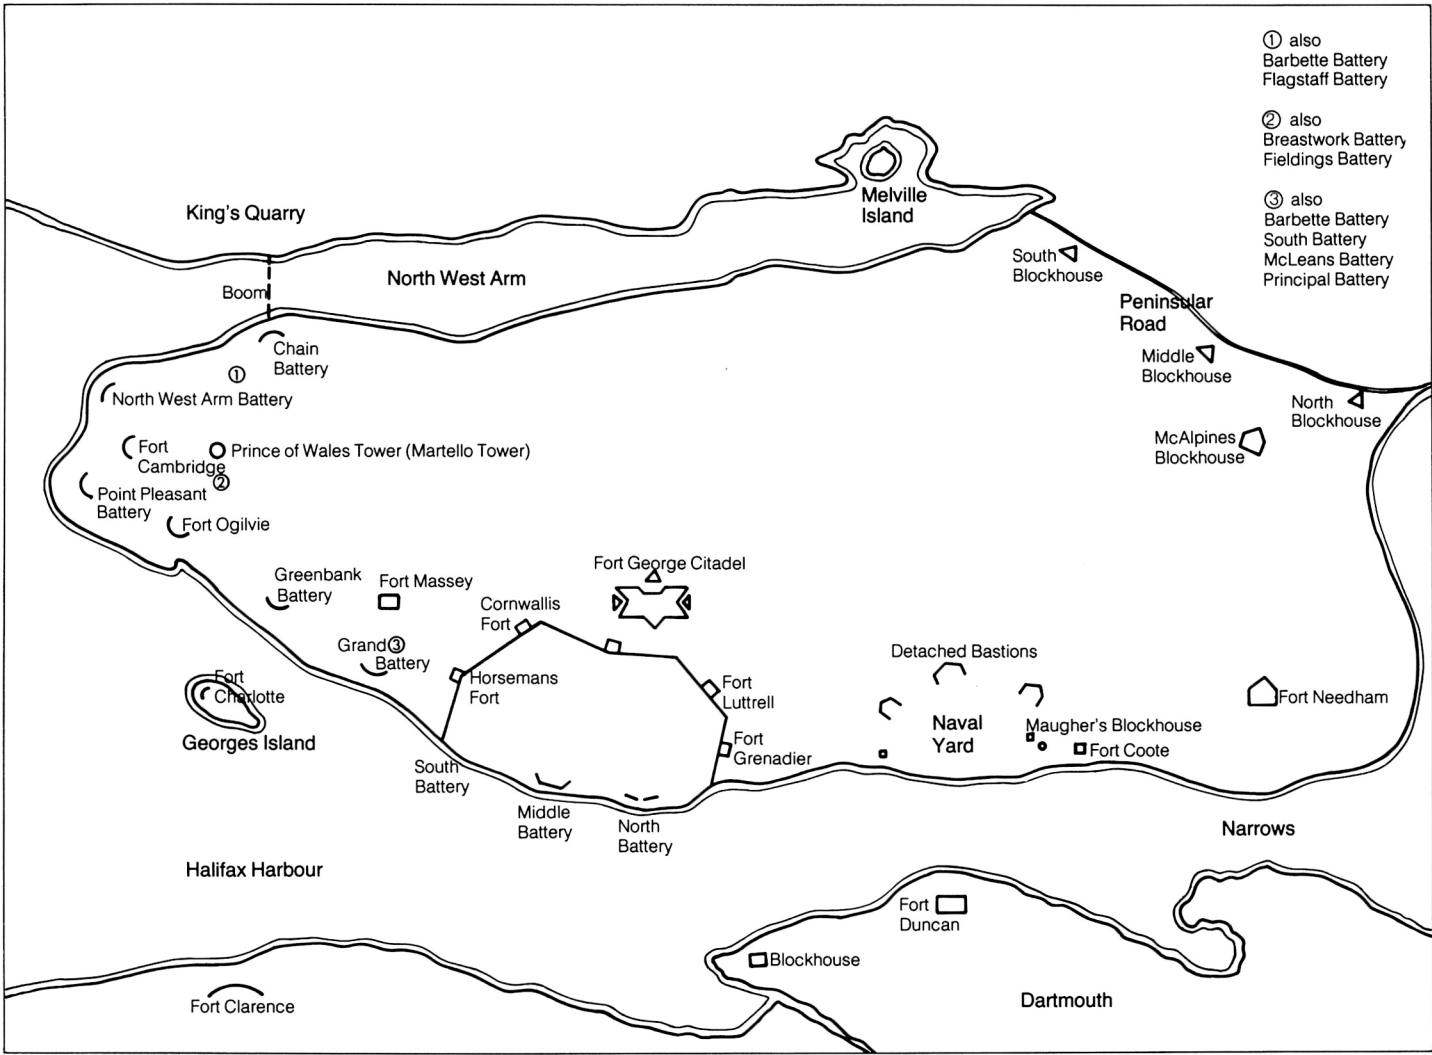 ① also
Barbette Battery
Flagstaff Battery
② also
Breastwork Battery
Fieldings Battery
③ also
Barbette Battery
South Battery
McLeans Battery
Principal Battery
Melville
Island
King's Quarry
North West Arm
Boom
South
Blockhouse
Peninsular
Road
Middle
Blockhouse
North
Blockhouse
McAlpines
Blockhouse
Chain
Battery
①
North West Arm Battery
Fort
Cambridge
Prince of Wales Tower (Martello Tower)
②
Point Pleasant
Battery
Fort Ogilvie
Greenbank
Battery
Fort Massey
Fort George Citadel
Cornwallis
Fort
Grand ③
Battery
Horsemans
Fort
Fort
Charlotte
Georges Island
Fort
Luttrell
Fort
Grenadier
Detached Bastions
Naval
Yard
Maugher's Blockhouse
Fort Coote
Fort Needham
South
Battery
Middle
Battery
North
Battery
Narrows
Halifax Harbour
Fort
Duncan
Blockhouse
Dartmouth
Fort Clarence